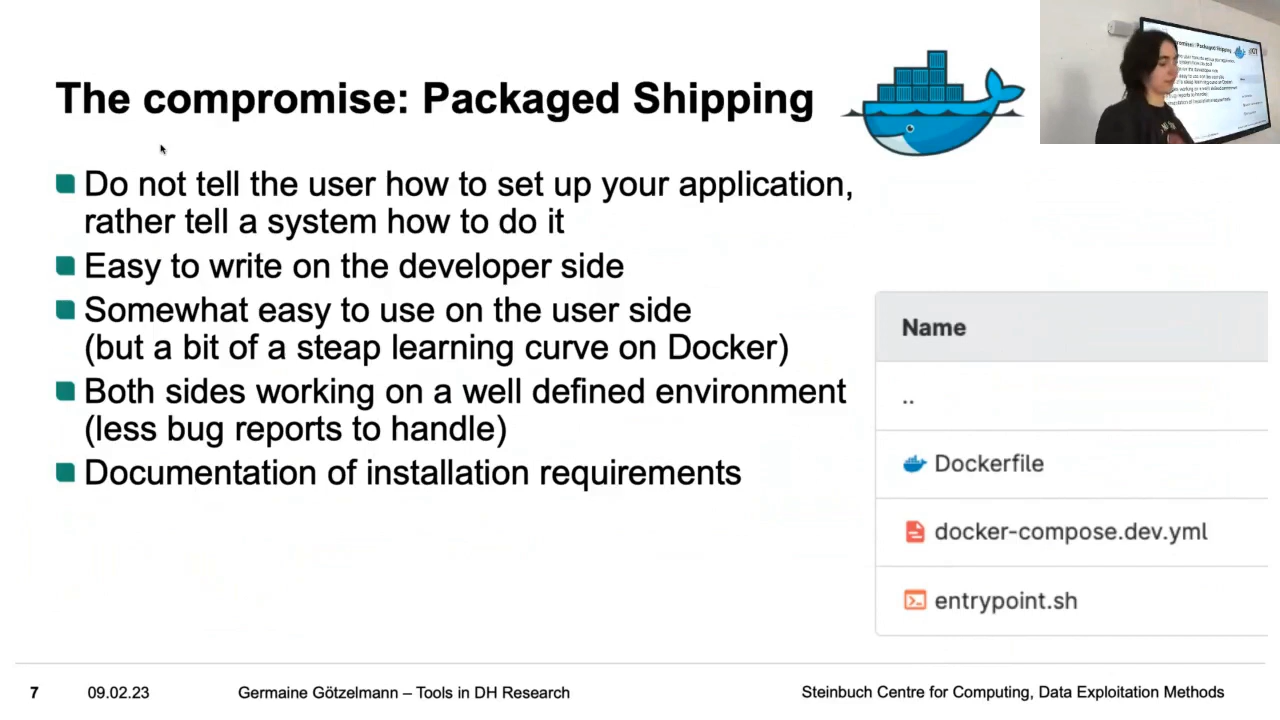 The compromise: Packaged Shipping
Do not tell the user how to set up your application,
rather tell a system how to do it
Easy to write on the developer side
Somewhat easy to use on the user side
(but a bit of a steap learning curve on Docker)
Both sides working on a well defined environment
(less bug reports to handle)
Documentation of installation requirements
Name
..
Dockerfile
docker-compose.dev.yml
entrypoint.sh
7
09.02.23
Germaine Götzelmann – Tools in DH Research
Steinbuch Centre for Computing, Data Exploitation Methods